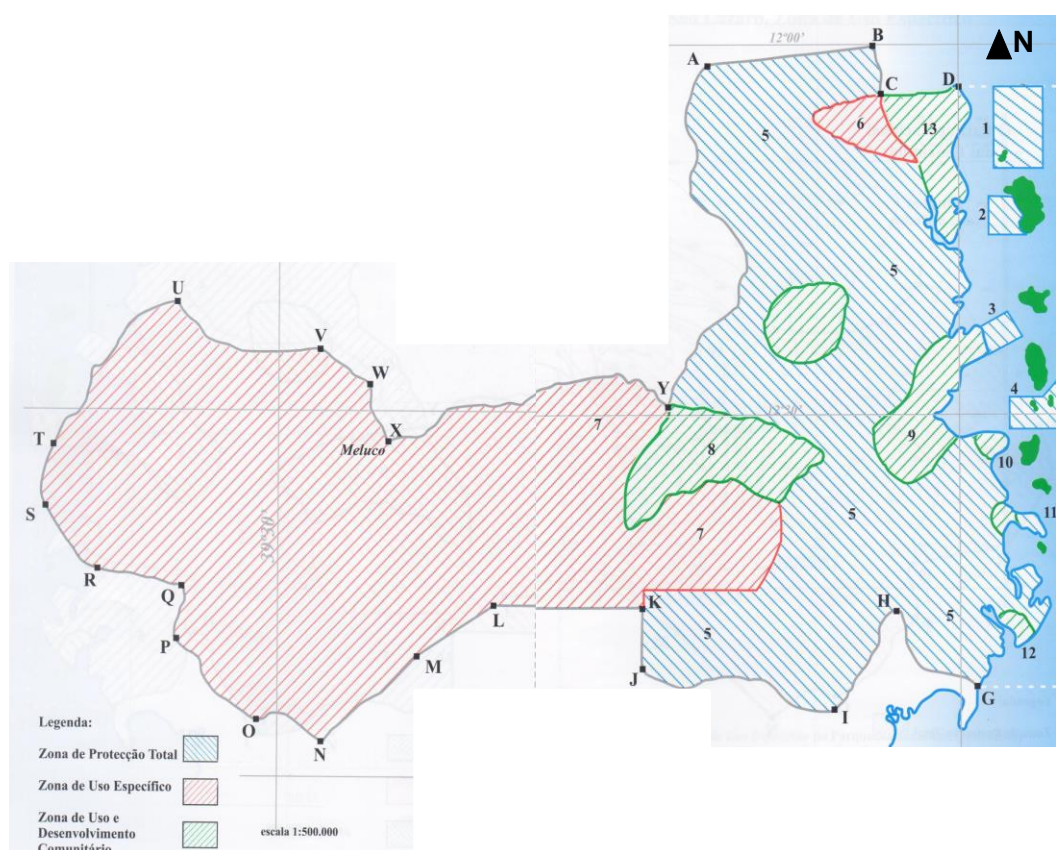 N
12°00'
A
B
C
D
6
13
1
5
2
5
U
3
V
W
4
Y
12°20'
T
X
7
Meluco
8
9
10
S
11
39°30'
5
7
R
Q
K
H
L
5
5
P
12
M
J
G
O
I
N
Legenda:
Zona de Protecção Total
Zona de Uso Específico
Zona de Uso e
Desenvolvimento
Comunitário
escala 1:500.000